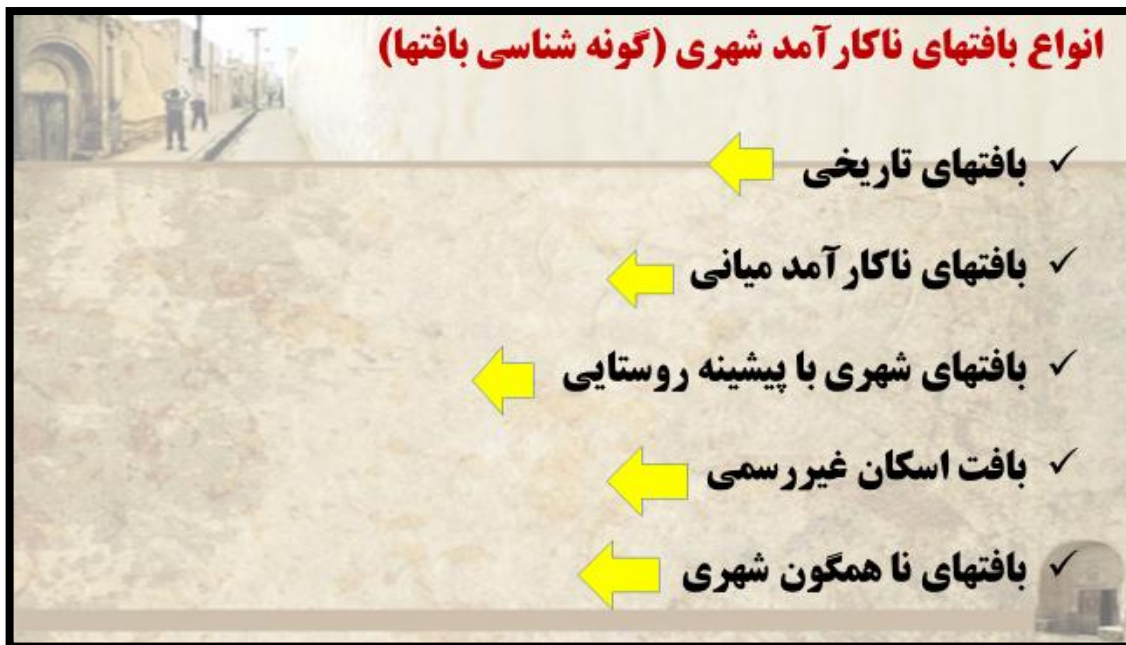 انواع بافتهای ناکارآمد شهری (گونه شناسی بافتها)
✓ بافتهای تاریخی
✓ بافتهای ناکارآمد میانی
✓ بافتهای شهری با پیشینه روستایی
✓ بافت اسکان غیررسمی
✓ بافتهای نا همگون شهری